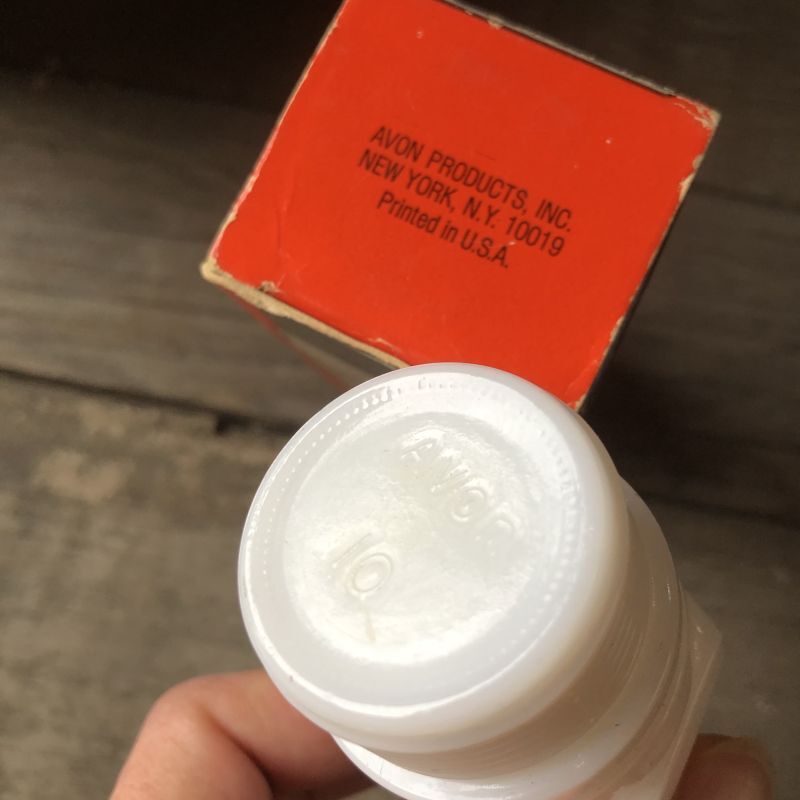 AVON PRODUCTS, INC.
NEW YORK, N.Y. 10019
Printed in U.S.A.
AVON
10